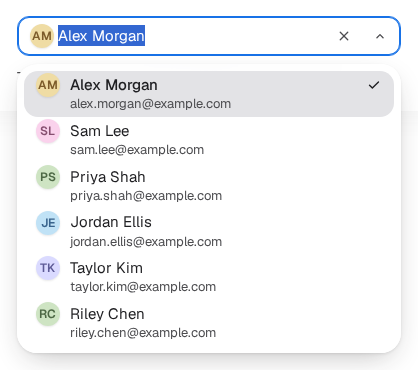 AM Alex Morgan
AM Alex Morgan
alex.morgan@example.com
SL Sam Lee
sam.lee@example.com
PS Priya Shah
priya.shah@example.com
JE Jordan Ellis
jordan.ellis@example.com
TK Taylor Kim
taylor.kim@example.com
RC Riley Chen
riley.chen@example.com